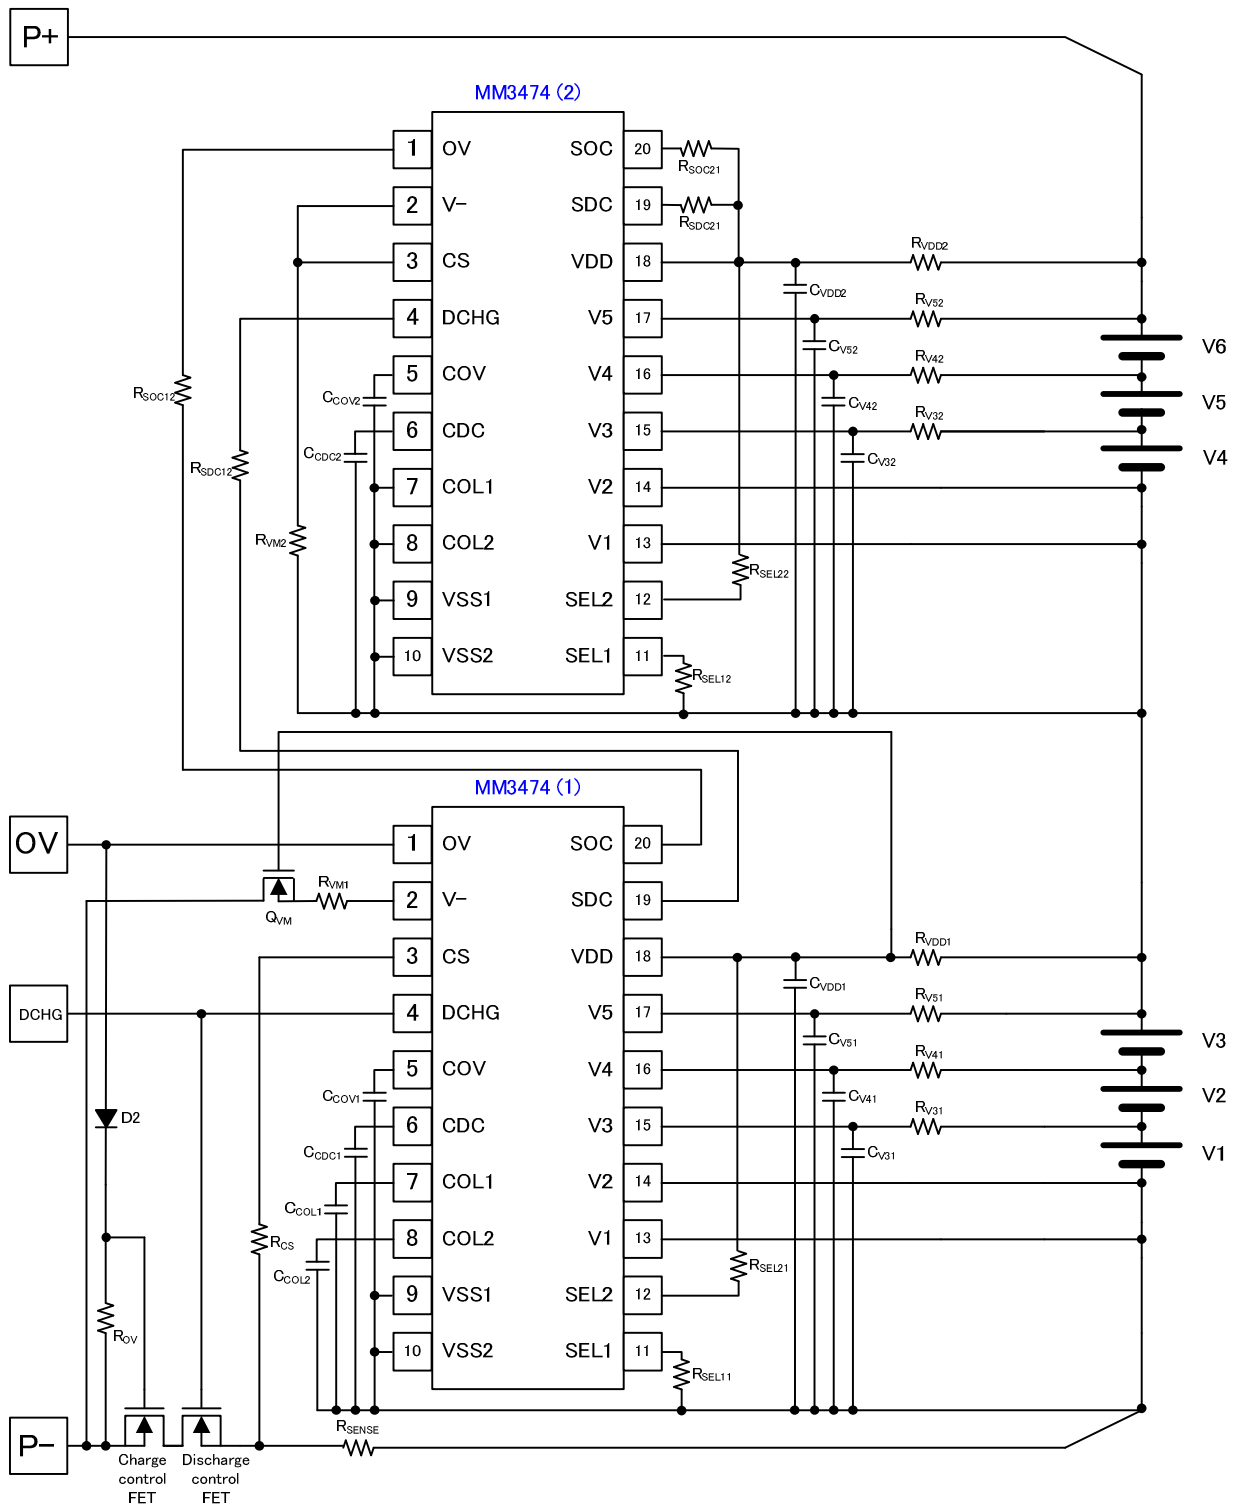 P+
MM3474 (2)
1 OV SOC 20
RSOC21
2 V- SDC 19
RSDC21
3 CS VDD 18
RVDD2
CVDD2
4 DCHG V5 17
RV52
CV52
V6
5 COV V4 16
RV42
RSOC12
CCOV2
CV42
V5
6 CDC V3 15
RV32
CCDC2
CV32
V4
RSDC12
7 COL1 V2 14
8 COL2 V1 13
RVM2
RSEL22
9 VSS1 SEL2 12
10 VSS2 SEL1 11
RSEL12
MM3474 (1)
OV
1 OV SOC 20
RVM1
2 V- SDC 19
QVM
3 CS VDD 18
RVDD1
CVDD1
DCHG
4 DCHG V5 17
RV51
CV51
V3
5 COV V4 16
RV41
CCOV1
CV41
V2
D2
6 CDC V3 15
RV31
CCDC1
CV31
V1
7 COL1 V2 14
CCOL1
8 COL2 V1 13
RCS
CCOL2
RSEL21
9 VSS1 SEL2 12
ROV
10 VSS2 SEL1 11
RSEL11
P-
RSENSE
Charge
control
FET
Discharge
control
FET